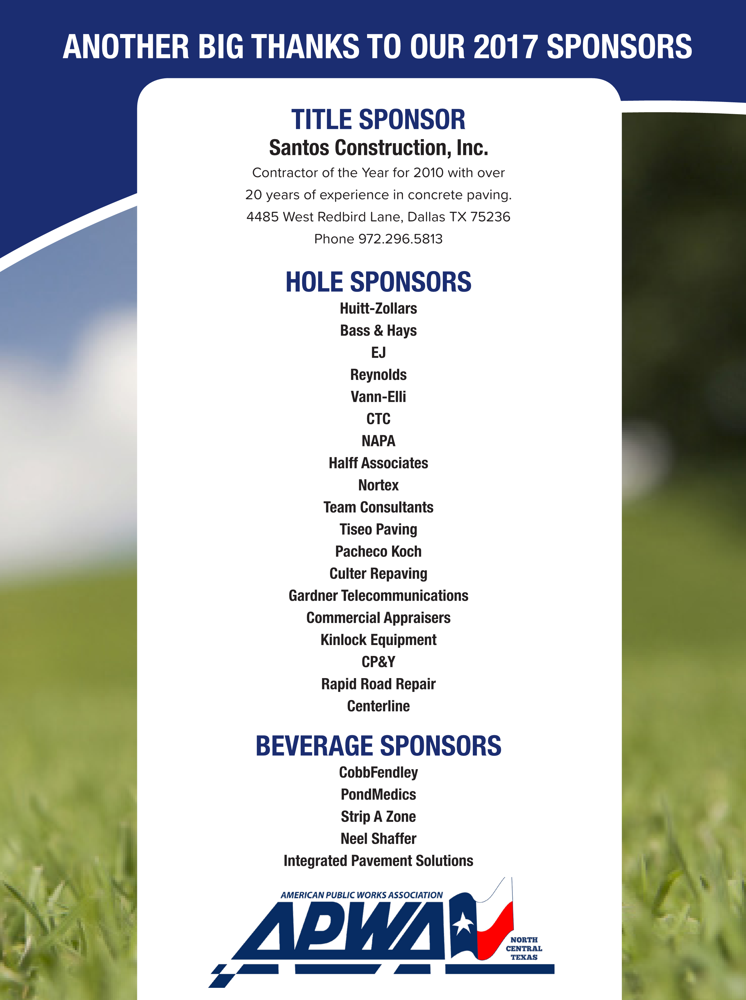 ANOTHER BIG THANKS TO OUR 2017 SPONSORS
TITLE SPONSOR
Santos Construction, Inc.
Contractor of the Year for 2010 with over
20 years of experience in concrete paving.
4485 West Redbird Lane, Dallas TX 75236
Phone 972.296.5813
HOLE SPONSORS
Huitt-Zollars
Bass & Hays
EJ
Reynolds
Vann-Elli
CTC
NAPA
Halff Associates
Nortex
Team Consultants
Tiseo Paving
Pacheco Koch
Culter Repaving
Gardner Telecommunications
Commercial Appraisers
Kinlock Equipment
CP&Y
Rapid Road Repair
Centerline
BEVERAGE SPONSORS
CobbFendley
PondMedics
Strip A Zone
Neel Shaffer
Integrated Pavement Solutions
AMERICAN PUBLIC WORKS ASSOCIATION
APWA
NORTH
CENTRAL
TEXAS